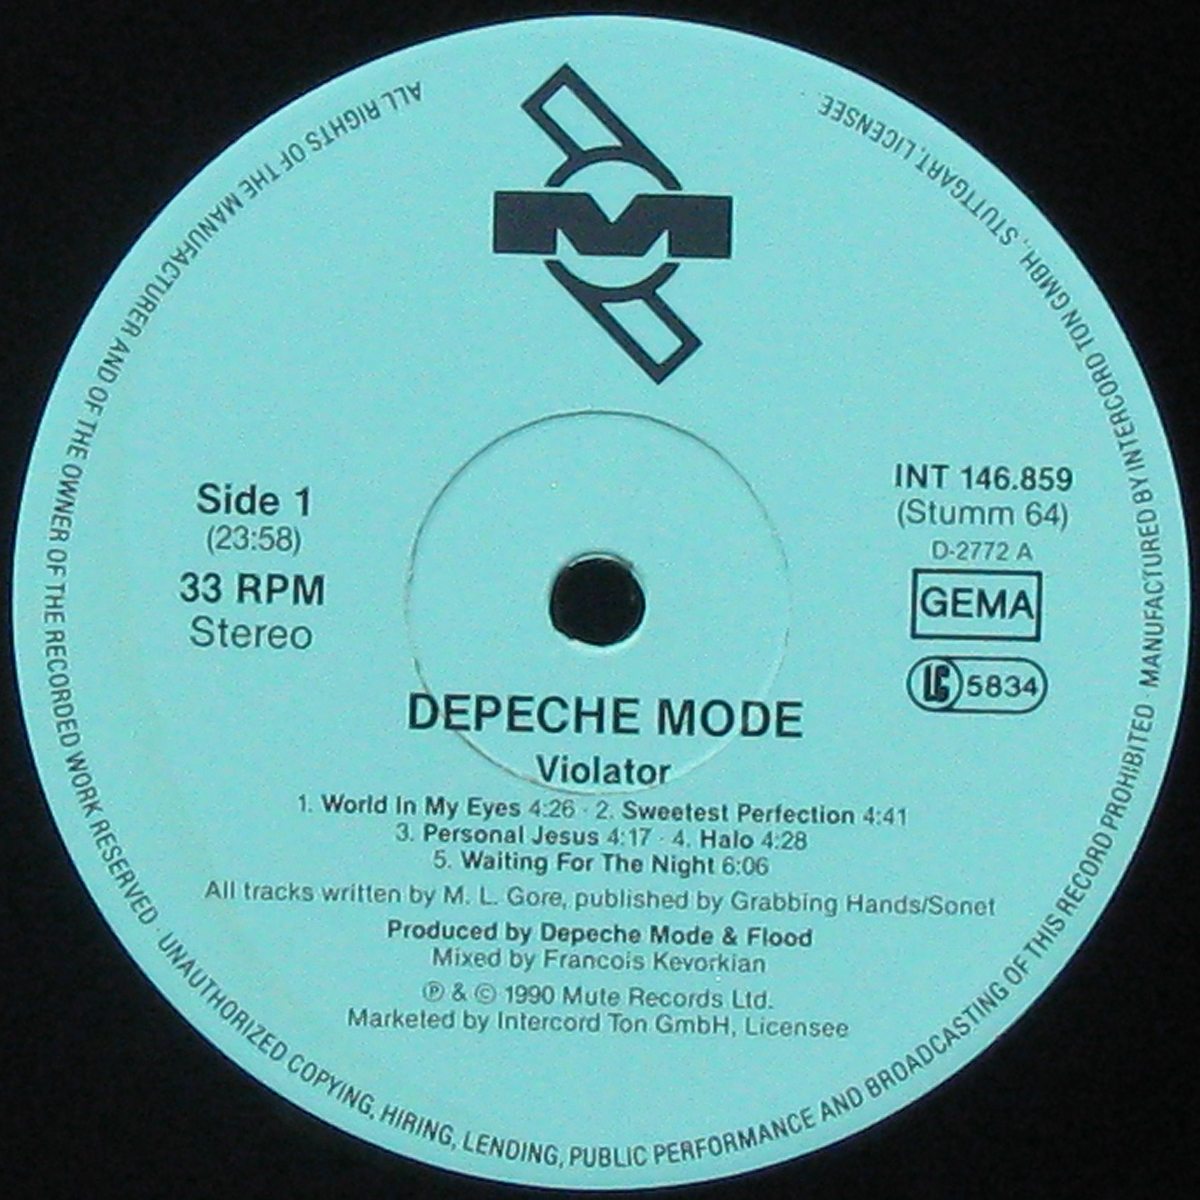 M
Side 1
(23:58)
33 RPM
Stereo
INT 146.859
(Stumm 64)
D-2772 A
GEMA
LC 5834
DEPECHE MODE
Violator
1. World In My Eyes 4:26 · 2. Sweetest Perfection 4:41
3. Personal Jesus 4:17 · 4. Halo 4:28
5. Waiting For The Night 6:06
All tracks written by M. L. Gore, published by Grabbing Hands/Sonet
Produced by Depeche Mode & Flood
Mixed by Francois Kevorkian
℗ & © 1990 Mute Records Ltd.
Marketed by Intercord Ton GmbH, Licensee
ALL RIGHTS OF THE MANUFACTURER AND OF THE OWNER OF THE RECORDED WORK RESERVED · UNAUTHORIZED COPYING, HIRING, LENDING, PUBLIC PERFORMANCE AND BROADCASTING OF THIS RECORD PROHIBITED MANUFACTURED BY INTERCORD TON GMBH., STUTTGART, LICENSEE